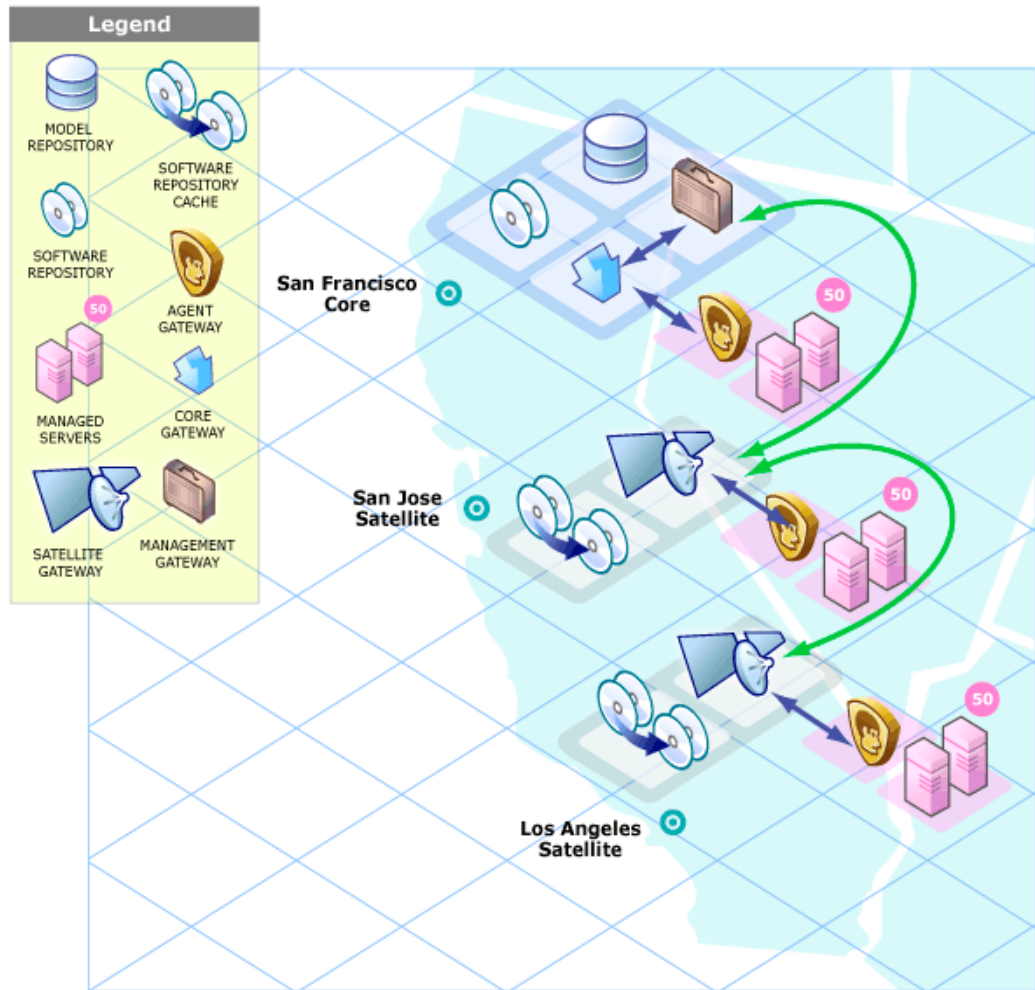 Legend
MODEL
REPOSITORY
SOFTWARE
REPOSITORY
CACHE
SOFTWARE
REPOSITORY
AGENT
GATEWAY
50
MANAGED
SERVERS
CORE
GATEWAY
SATELLITE
GATEWAY
MANAGEMENT
GATEWAY
San Francisco
Core
50
San Jose
Satellite
50
Los Angeles
Satellite
50